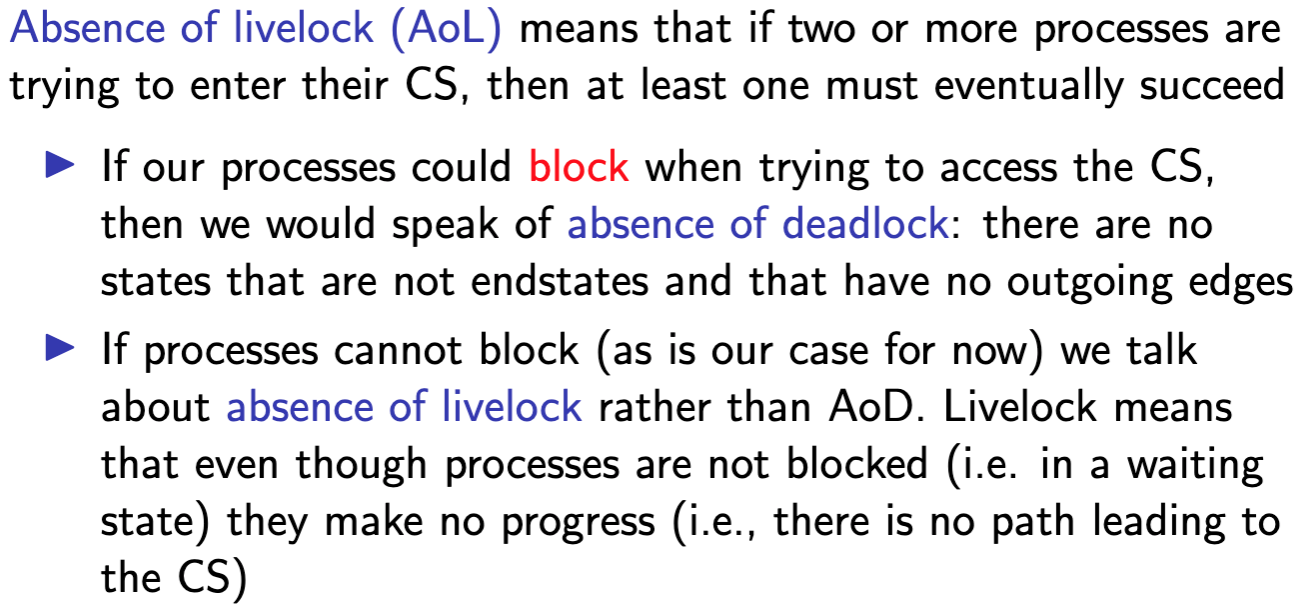 Absence of livelock (AoL) means that if two or more processes are
trying to enter their CS, then at least one must eventually succeed
▶ If our processes could block when trying to access the CS,
then we would speak of absence of deadlock: there are no
states that are not endstates and that have no outgoing edges
▶ If processes cannot block (as is our case for now) we talk
about absence of livelock rather than AoD. Livelock means
that even though processes are not blocked (i.e. in a waiting
state) they make no progress (i.e., there is no path leading to
the CS)